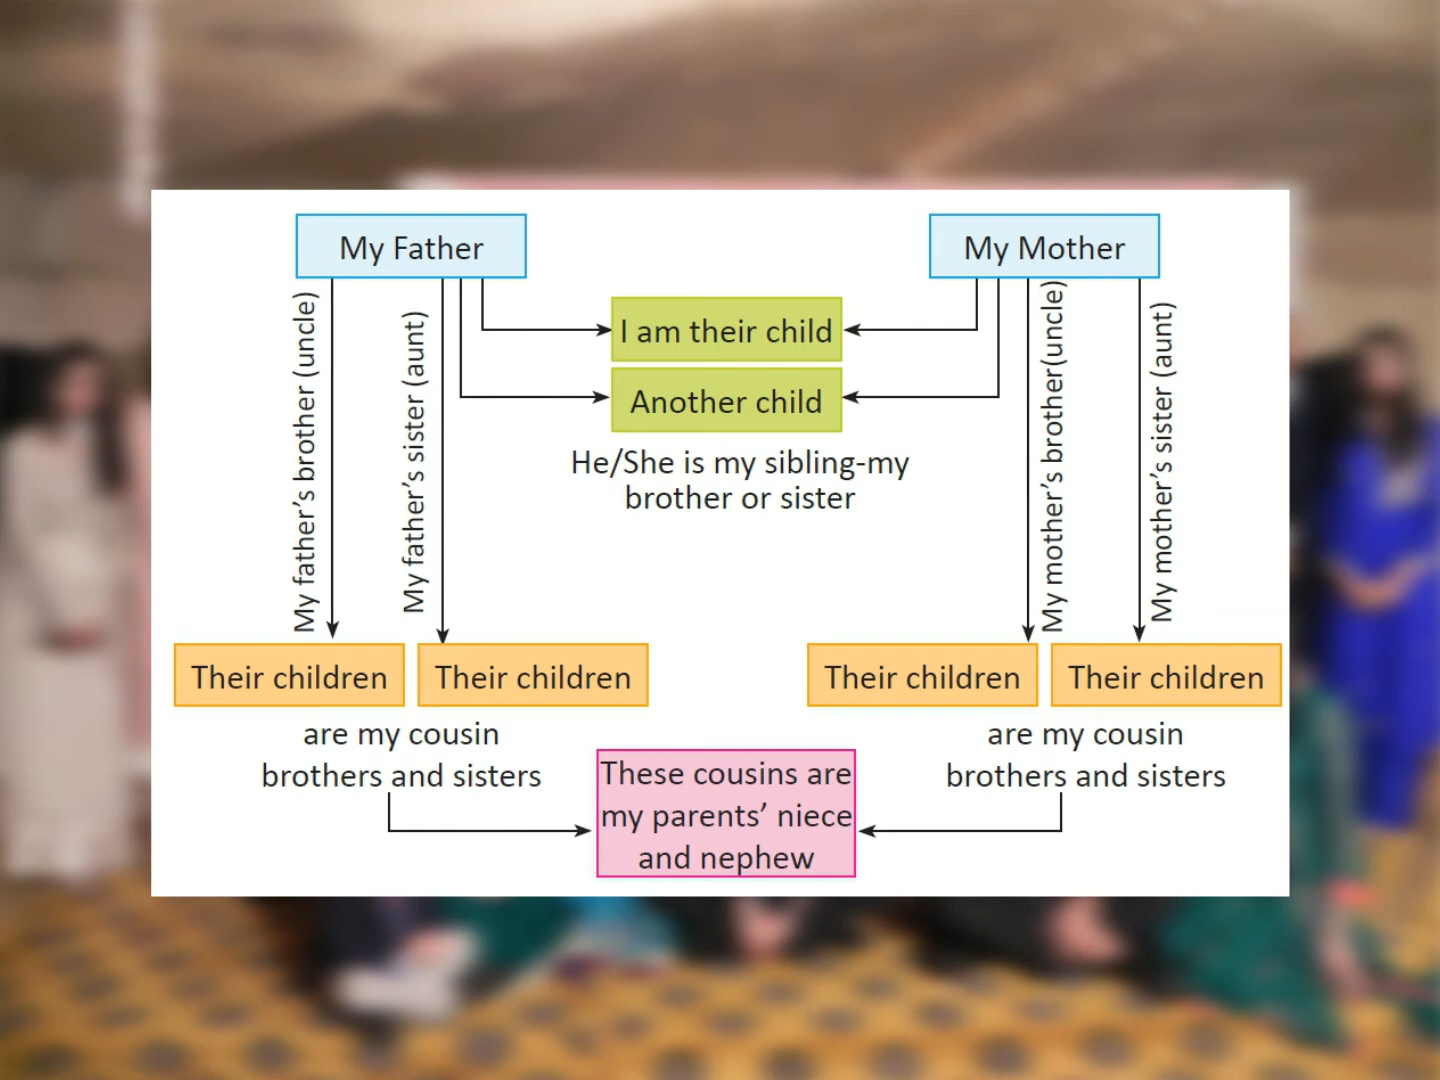 My Father
My Mother
My father's brother (uncle)
My father's sister (aunt)
I am their child
Another child
He/She is my sibling-my
brother or sister
My mother's brother(uncle)
My mother's sister (aunt)
Their children
Their children
Their children
Their children
are my cousin
brothers and sisters
are my cousin
brothers and sisters
These cousins are
my parents' niece
and nephew